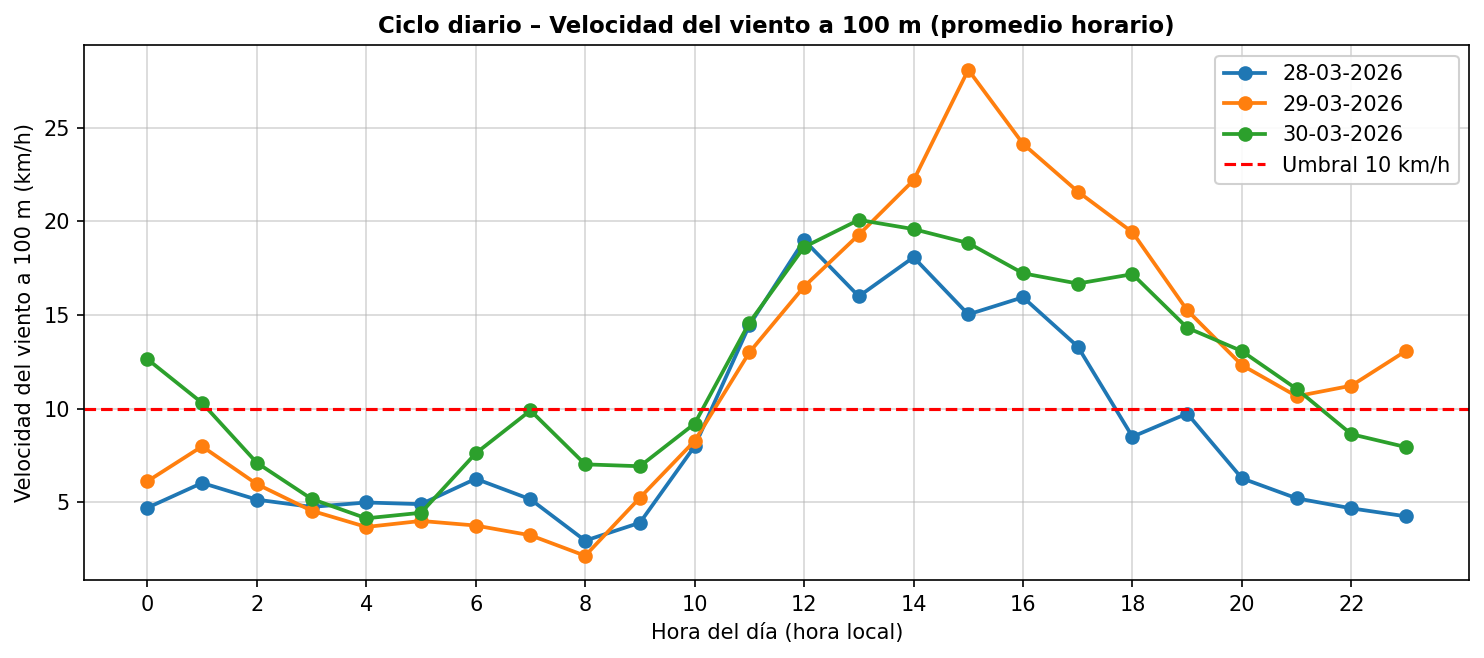 Ciclo diario – Velocidad del viento a 100 m (promedio horario)
28-03-2026
29-03-2026
30-03-2026
Umbral 10 km/h
Velocidad del viento a 100 m (km/h)
25
20
15
10
5
0 2 4 6 8 10 12 14 16 18 20 22
Hora del día (hora local)